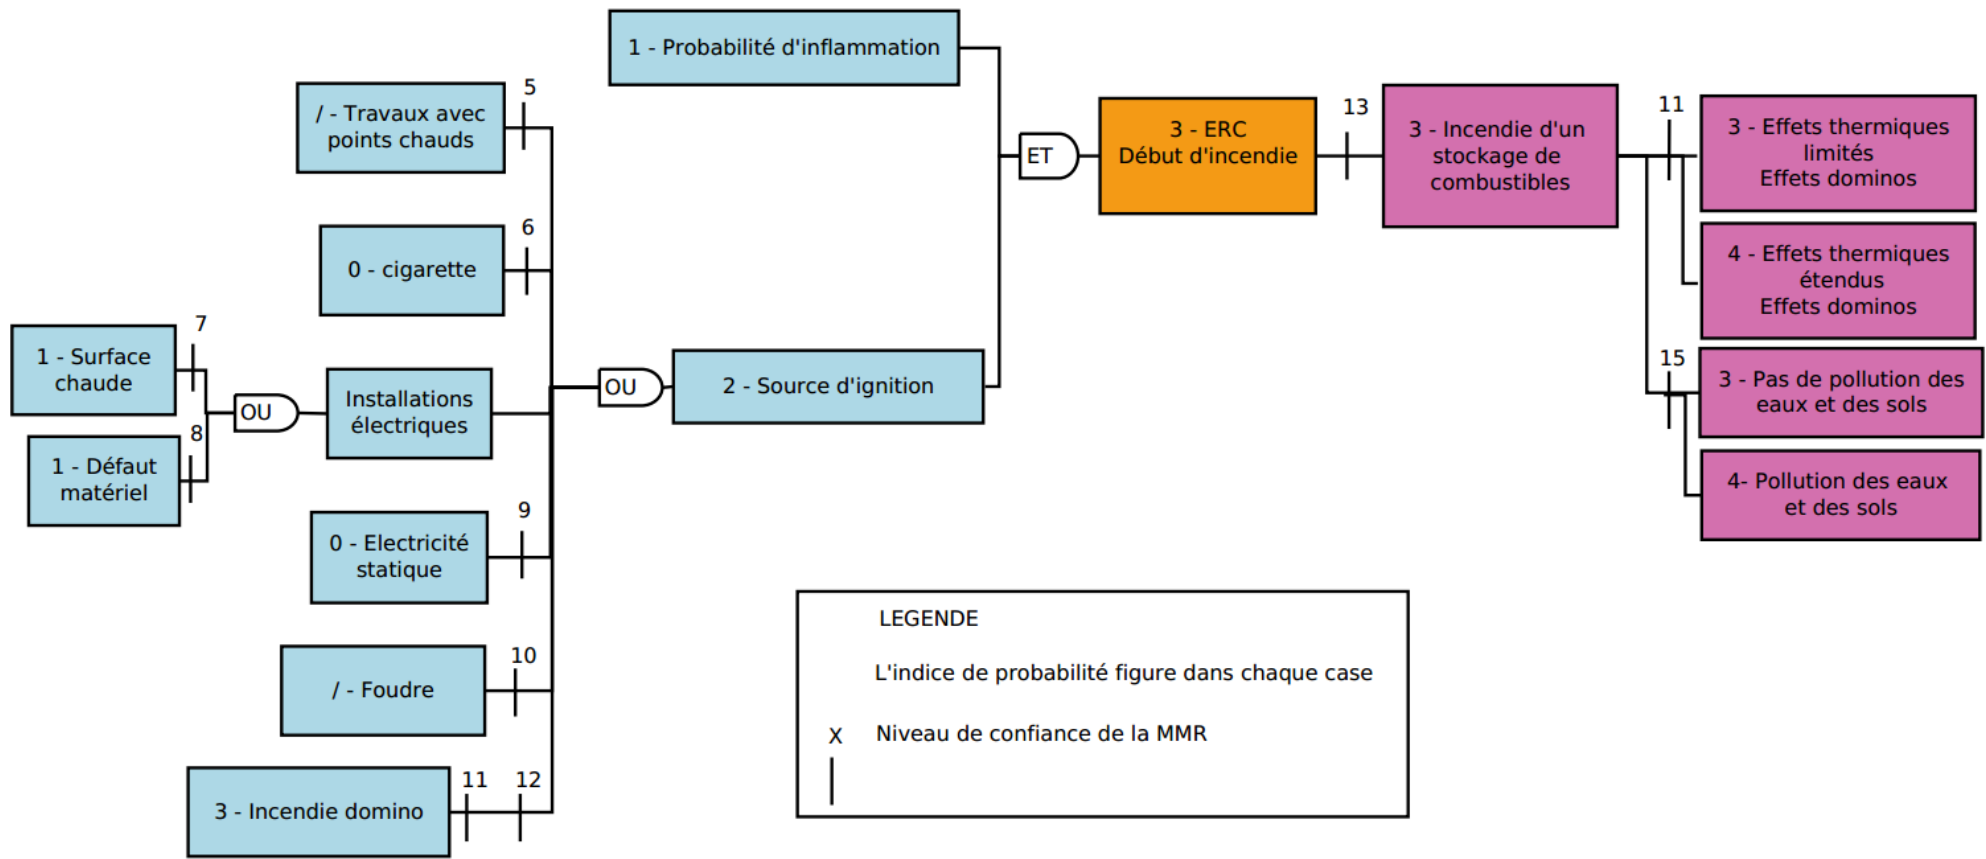 1 - Probabilité d'inflammation
5
/ - Travaux avec
points chauds
6
0 - cigarette
7
1 - Surface
chaude
8
1 - Défaut
matériel
OU
Installations
électriques
9
0 - Electricité
statique
10
/ - Foudre
11
12
3 - Incendie domino
OU
2 - Source d'ignition
ET
3 - ERC
Début d'incendie
13
3 - Incendie d'un
stockage de
combustibles
11
3 - Effets thermiques
limités
Effets dominos
4 - Effets thermiques
étendus
Effets dominos
15
3 - Pas de pollution des
eaux et des sols
4- Pollution des eaux
et des sols
LEGENDE
L'indice de probabilité figure dans chaque case
X Niveau de confiance de la MMR